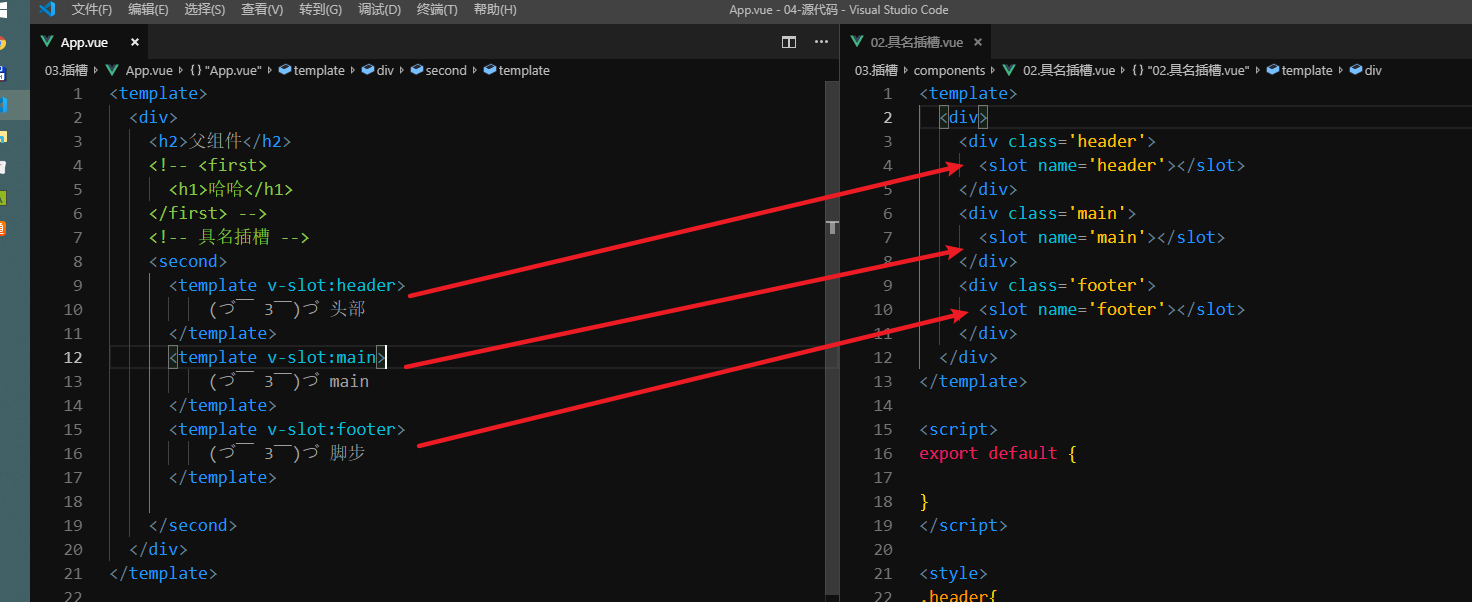 文件(F) 编辑(E) 选择(S) 查看(V) 转到(G) 调试(D) 终端(T) 帮助(H) App.vue - 04-源代码 - Visual Studio Code
App.vue ×
03.插槽 App.vue {} "App.vue" template div second template
1 <template>
2 <div>
3 <h2>父组件</h2>
4 <!-- <first>
5 <h1>哈哈</h1>
6 </first> -->
7 <!-- 具名插槽 -->
8 <second>
9 <template v-slot:header>
10 (づ￣ 3￣)づ 头部
11 </template>
12 <template v-slot:main>
13 (づ￣ 3￣)づ main
14 </template>
15 <template v-slot:footer>
16 (づ￣ 3￣)づ 脚步
17 </template>
18
19 </second>
20 </div>
21 </template>
22
02.具名插槽.vue ×
03.插槽 components 02.具名插槽.vue {} "02.具名插槽.vue" template div
1 <template>
2 <div>
3 <div class='header'>
4 <slot name='header'></slot>
5 </div>
6 <div class='main'>
7 <slot name='main'></slot>
8 </div>
9 <div class='footer'>
10 <slot name='footer'></slot>
11 </div>
12 </div>
13 </template>
14
15 <script>
16 export default {
17
18 }
19 </script>
20
21 <style>
22 .header{